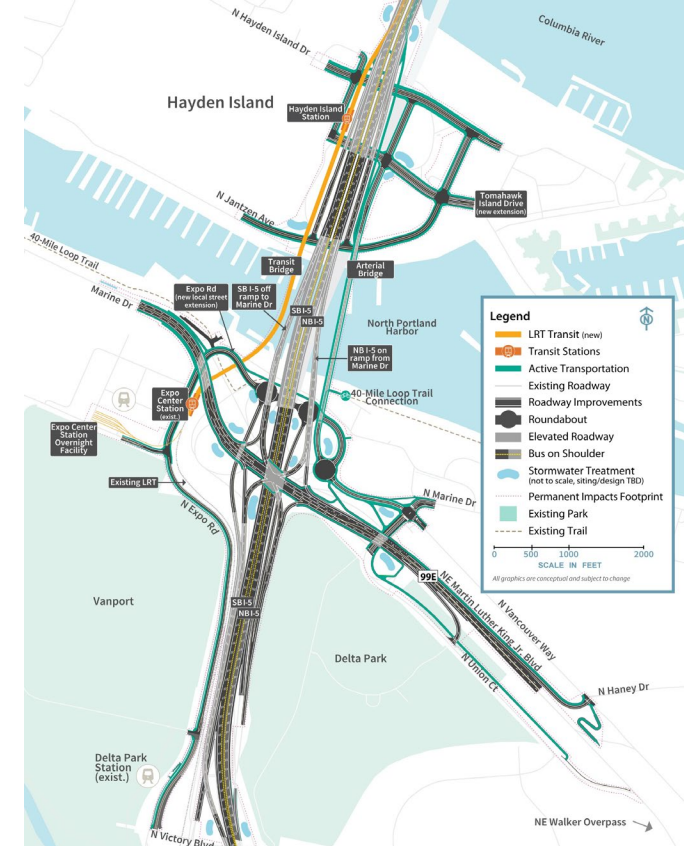 N Hayden Island Dr
Columbia River
Hayden Island
Hayden Island
Station
N Jantzen Ave
Tomahawk
Island Drive
(new extension)
40-Mile Loop Trail
Transit
Bridge
Arterial
Bridge
Marine Dr
Expo Rd
(new local street
extension)
SB I-5 off
ramp to
Marine Dr
SB I-5
NB I-5
North Portland
Harbor
NB I-5 on
ramp from
Marine Dr
Expo
Center
Station
(exist.)
40-Mile Loop Trail
Connection
Expo Center
Station
Overnight
Facility
Existing LRT
N Expo Rd
N Marine Dr
99E
NE Martin Luther King Jr. Blvd
N Vancouver Way
SB I-5
NB I-5
Vanport
Delta Park
N Union Ct
N Haney Dr
Delta Park
Station
(exist.)
N Victory Blvd
NE Walker Overpass
Legend
N
LRT Transit (new)
Transit Stations
Active Transportation
Existing Roadway
Roadway Improvements
Roundabout
Elevated Roadway
Bus on Shoulder
Stormwater Treatment
(not to scale, siting/design TBD)
Permanent Impacts Footprint
Existing Park
Existing Trail
0 500 1000 2000
SCALE IN FEET
All graphics are conceptual and subject to change